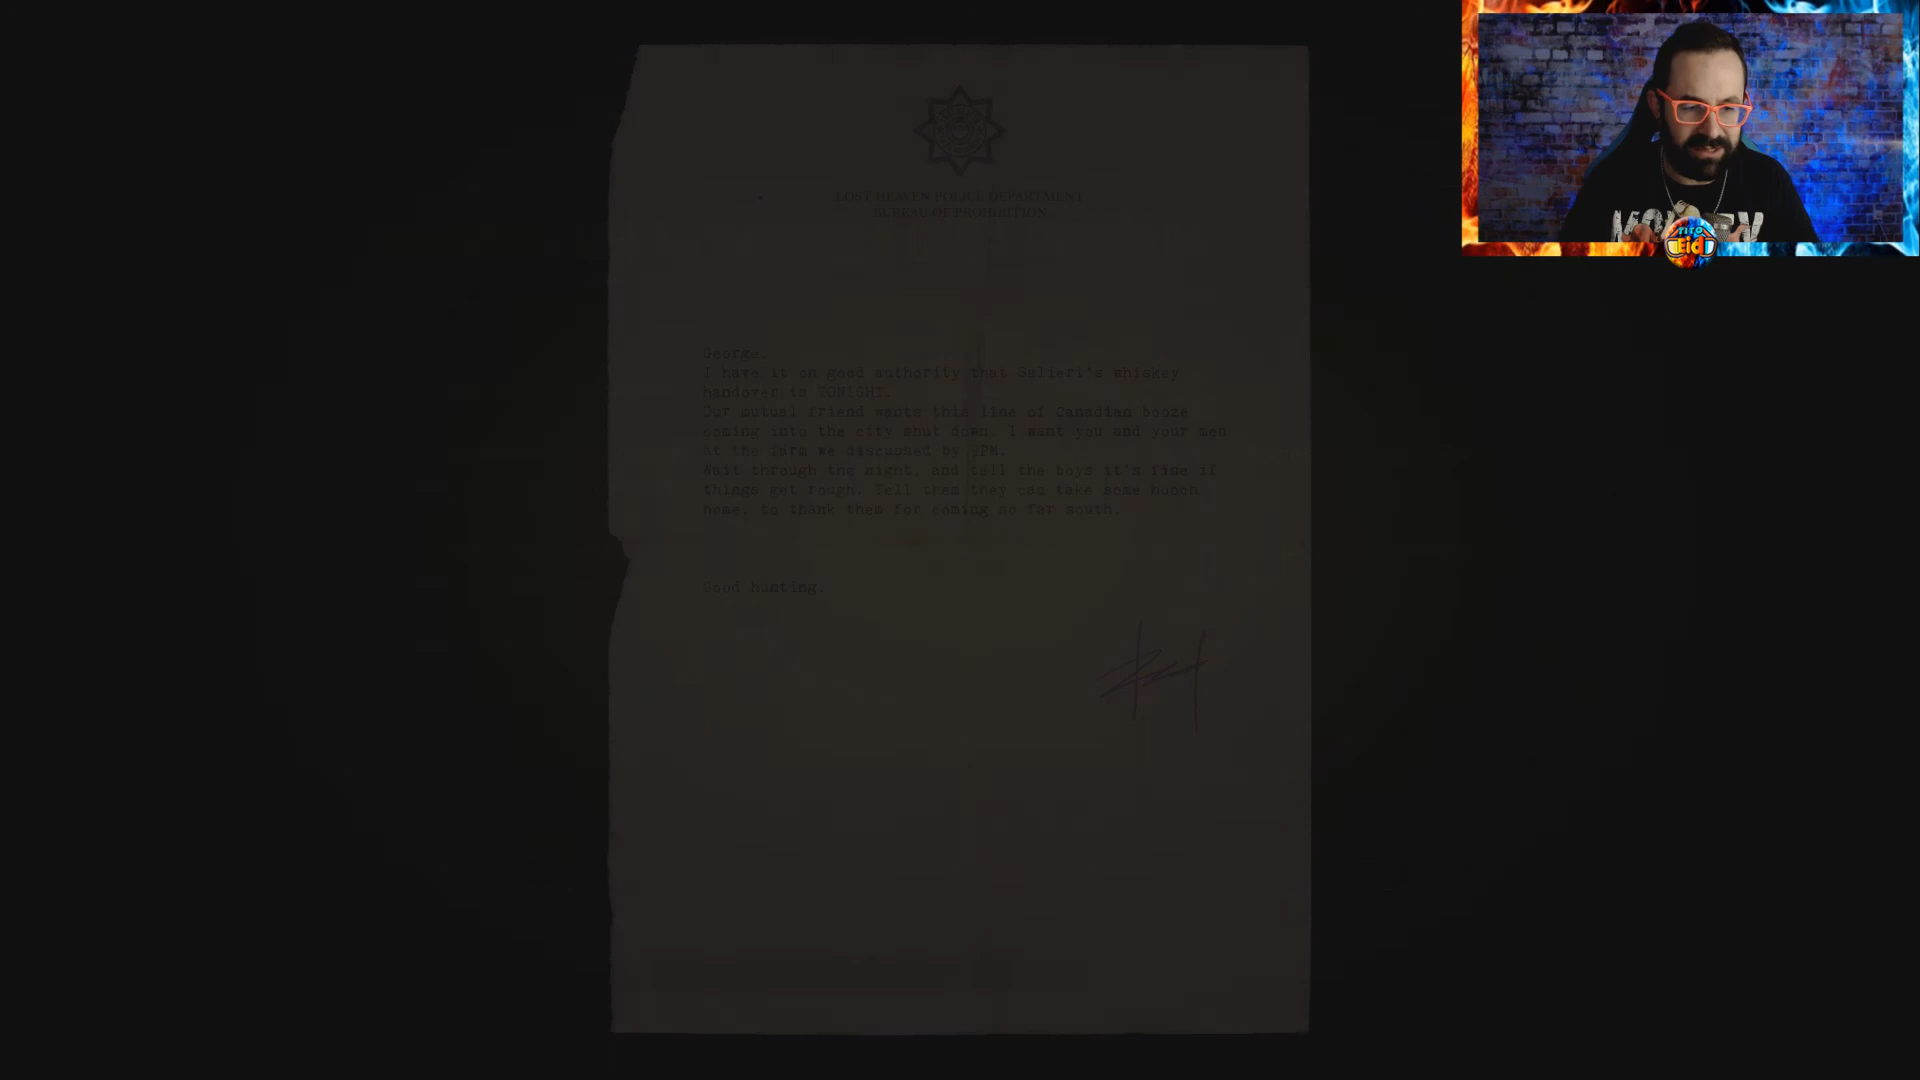 LOST HEAVEN POLICE DEPARTMENT
BUREAU OF PROHIBITION
George,
I have it on good authority that Salieri's whiskey
handover is TONIGHT.
Our mutual friend wants this line of Canadian booze
coming into the city shut down. I want you and your men
at the farm we discussed by
Wait through the night, and tell the boys it's fine if
things get rough. Tell them they can take some hooch
home, to thank them for coming so far south.
Good hunting.
TITO
Eid